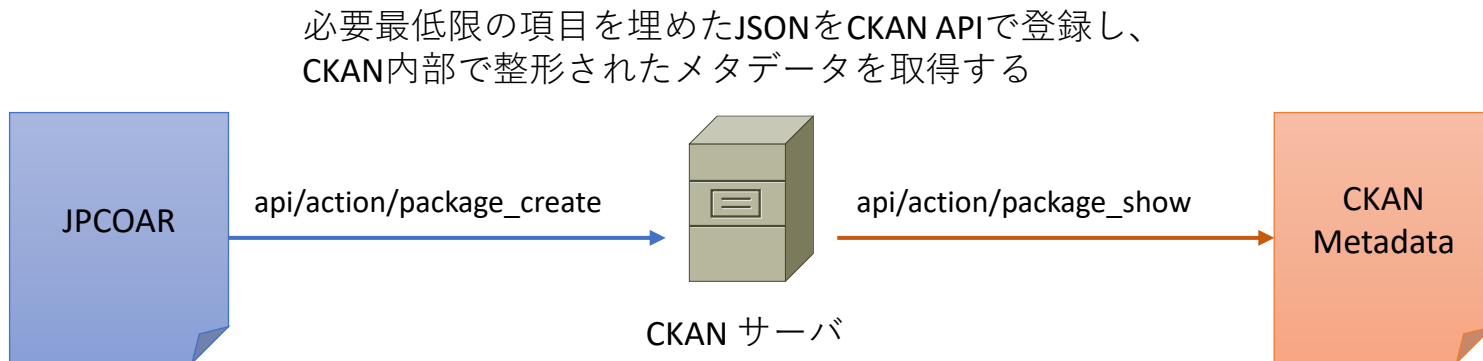 必要最低限の項目を埋めたJSONをCKAN APIで登録し、
CKAN内部で整形されたメタデータを取得する
JPCOAR
api/action/package_create
CKAN サーバ
api/action/package_show
CKAN
Metadata